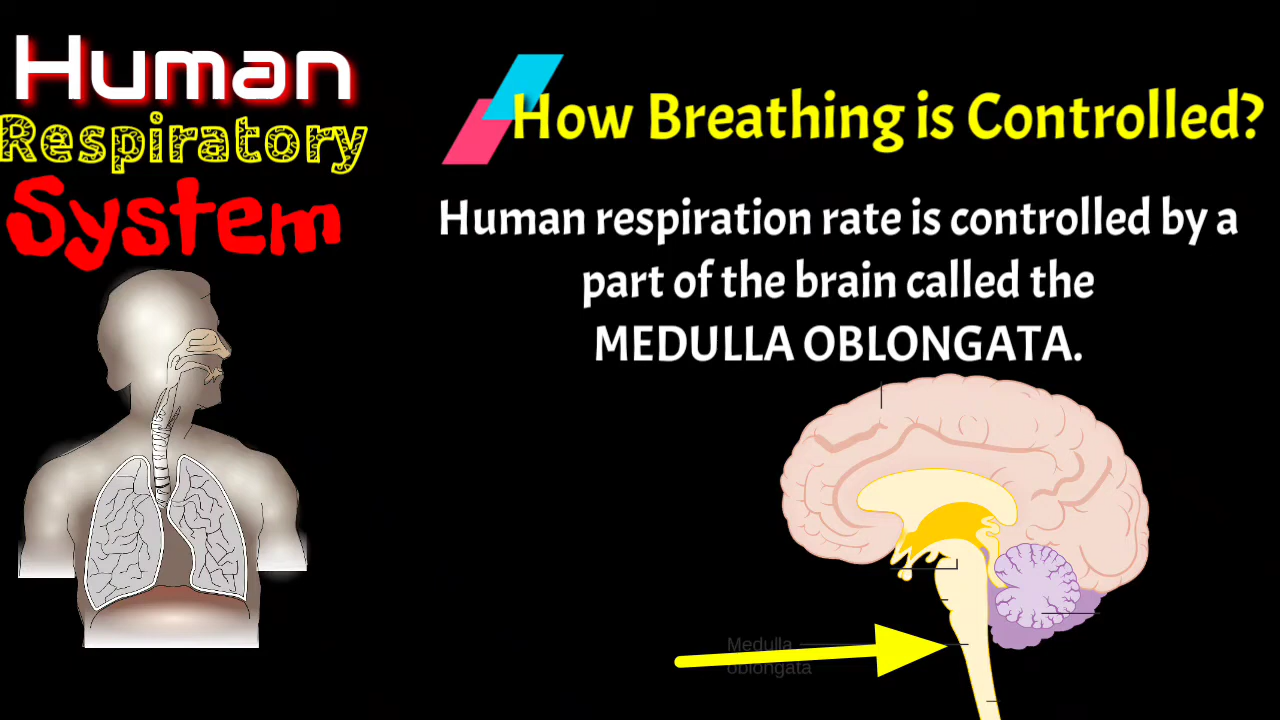 Human
Respiratory
System
How Breathing is Controlled?
Human respiration rate is controlled by a
part of the brain called the
MEDULLA OBLONGATA.
Medulla
oblongata